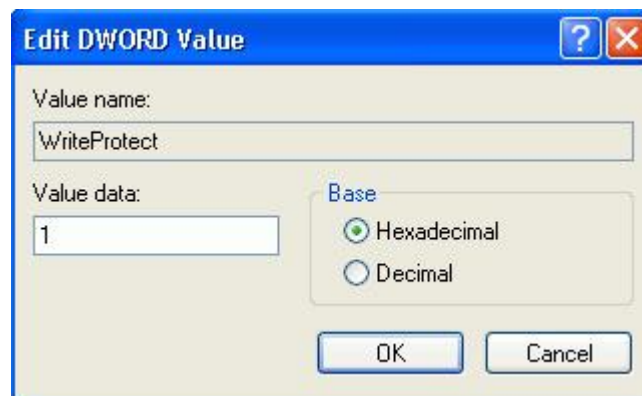 Edit DWORD Value
Value name:
WriteProtect
Value data:
1
Base
Hexadecimal
Decimal
OK
Cancel